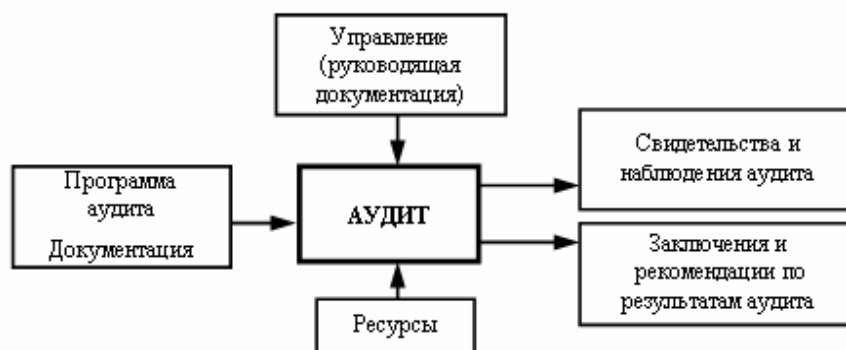 Управление
(руководящая
документация)
Свидетельства и
наблюдения аудита
Программа
аудита
Документация
АУДИТ
Заключения и
рекомендации по
результатам аудита
Ресурсы